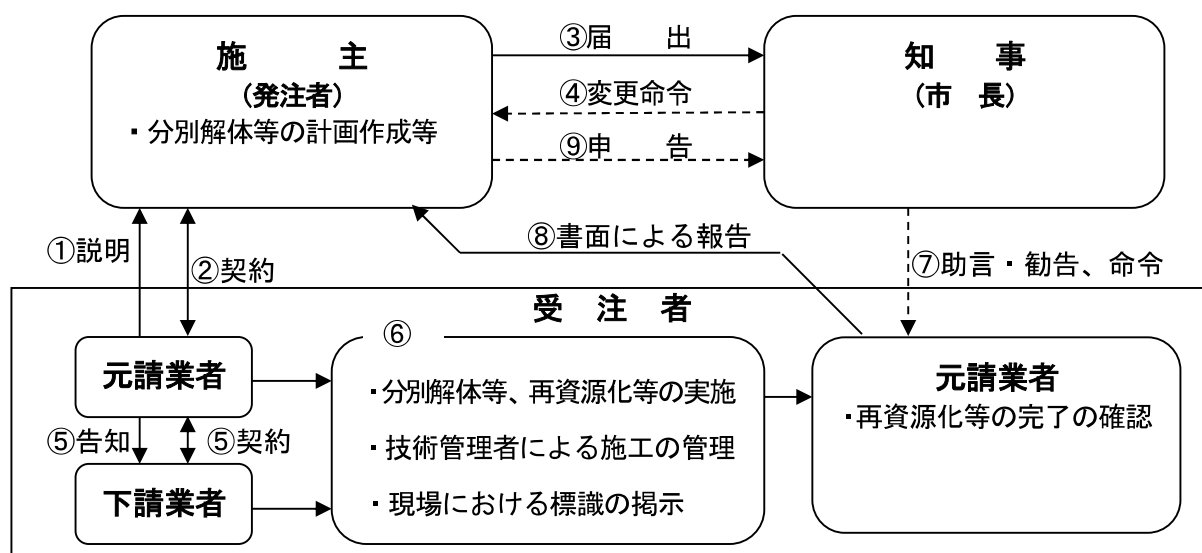 施　　主
（発注者）
・分別解体等の計画作成等
③届　　出
④変更命令
⑨申　　告
知　　事
（市　長）
①説明
②契約
⑧書面による報告
⑦助言・勧告、命令
受　注　者
元請業者
⑤告知
⑤契約
下請業者
⑥
・分別解体等、再資源化等の実施
・技術管理者による施工の管理
・現場における標識の掲示
元請業者
・再資源化等の完了の確認